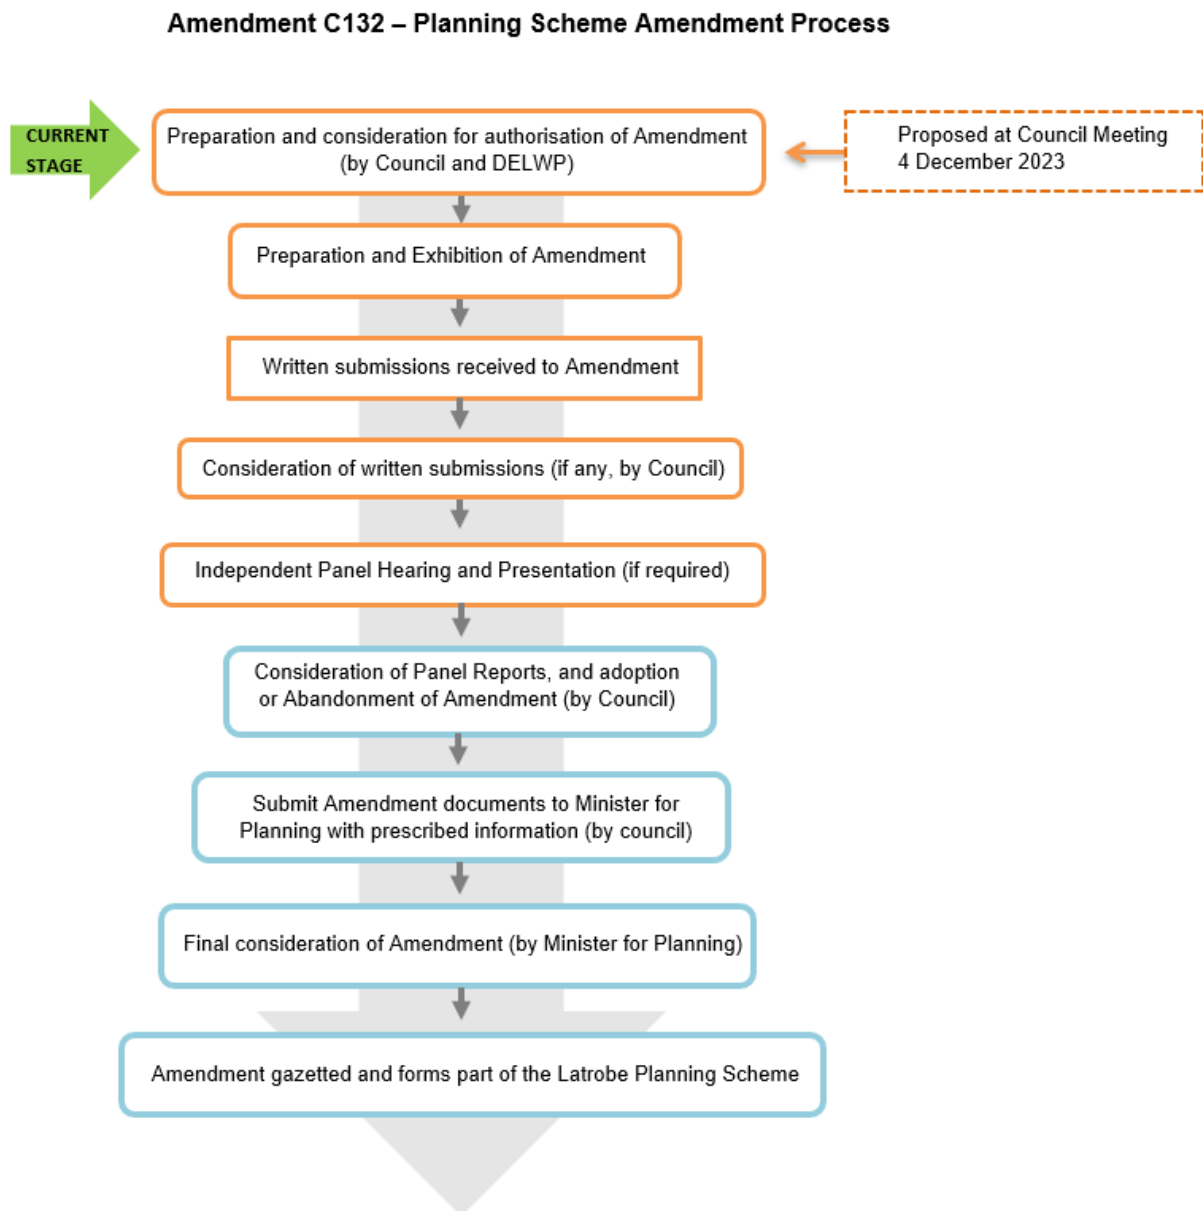 Amendment C132 – Planning Scheme Amendment Process
CURRENT
STAGE
Preparation and consideration for authorisation of Amendment
(by Council and DELWP)
Proposed at Council Meeting
4 December 2023
Preparation and Exhibition of Amendment
Written submissions received to Amendment
Consideration of written submissions (if any, by Council)
Independent Panel Hearing and Presentation (if required)
Consideration of Panel Reports, and adoption
or Abandonment of Amendment (by Council)
Submit Amendment documents to Minister for
Planning with prescribed information (by council)
Final consideration of Amendment (by Minister for Planning)
Amendment gazetted and forms part of the Latrobe Planning Scheme